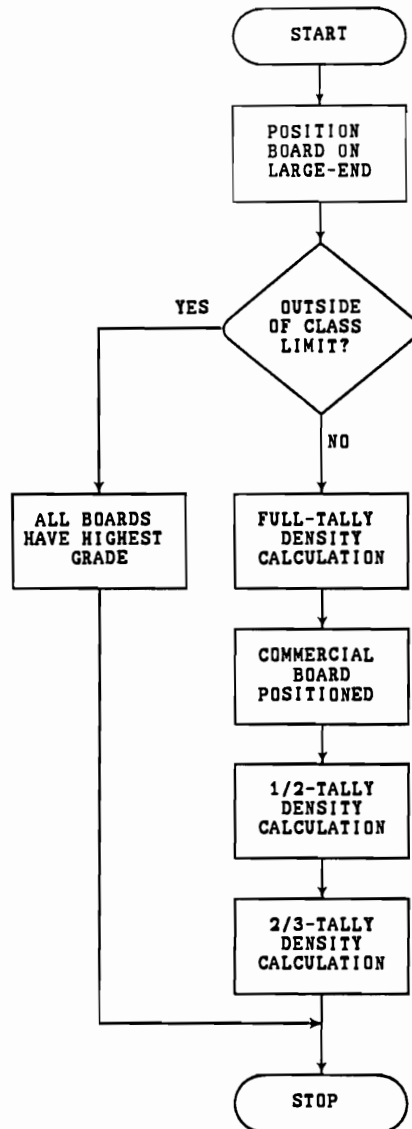 START
POSITION
BOARD ON
LARGE-END
YES
OUTSIDE
OF CLASS
LIMIT?
NO
ALL BOARDS
HAVE HIGHEST
GRADE
FULL-TALLY
DENSITY
CALCULATION
COMMERCIAL
BOARD
POSITIONED
1/2-TALLY
DENSITY
CALCULATION
2/3-TALLY
DENSITY
CALCULATION
STOP